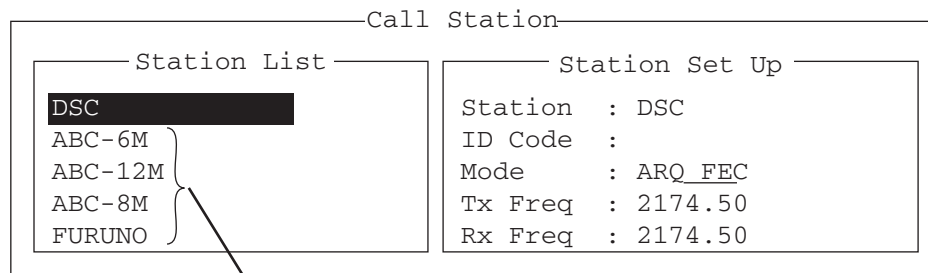 Call Station
Station List
DSC
ABC-6M
ABC-12M
ABC-8M
FURUNO
Station Set Up
Station : DSC
ID Code :
Mode : ARQ FEC
Tx Freq : 2174.50
Rx Freq : 2174.50